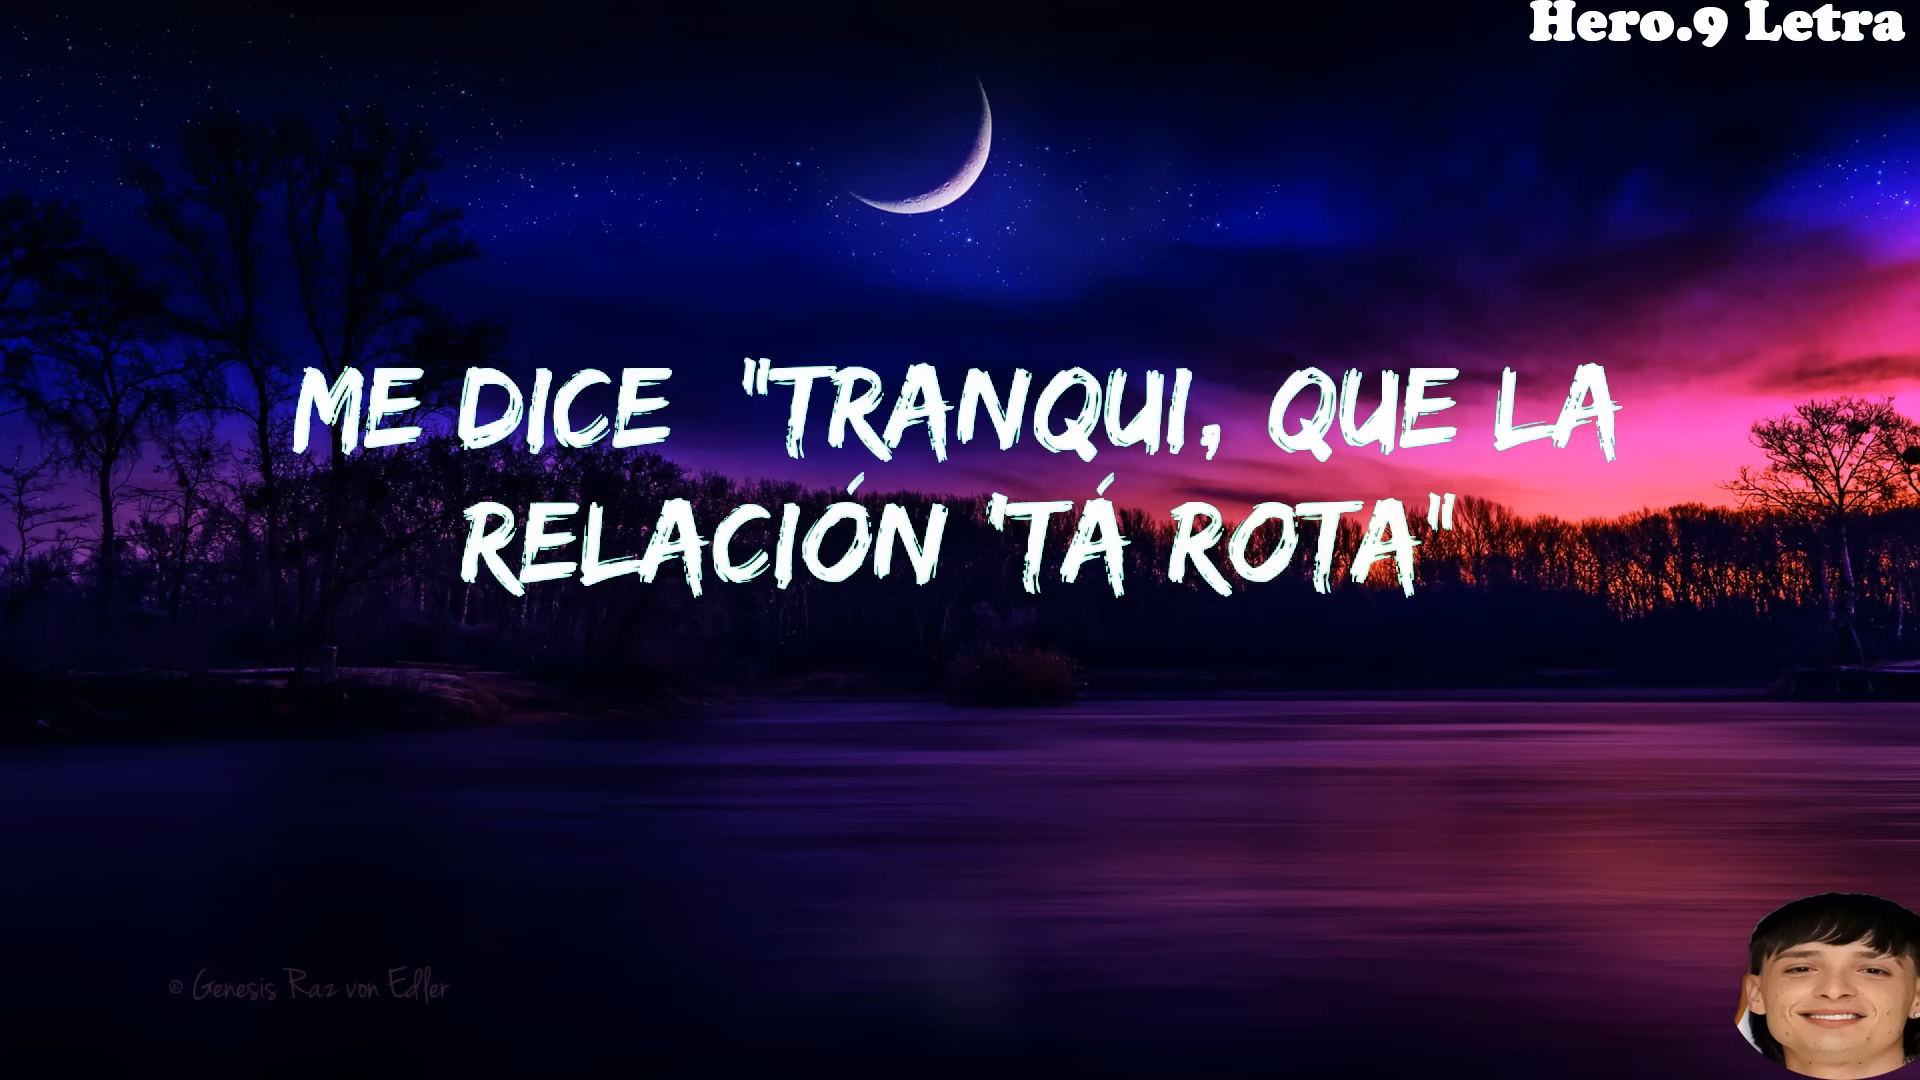 Hero.9 Letra
ME DICE "TRANQUI, QUE LA
RELACIÓN 'TÁ ROTA"
© Genesis Raz von Edler